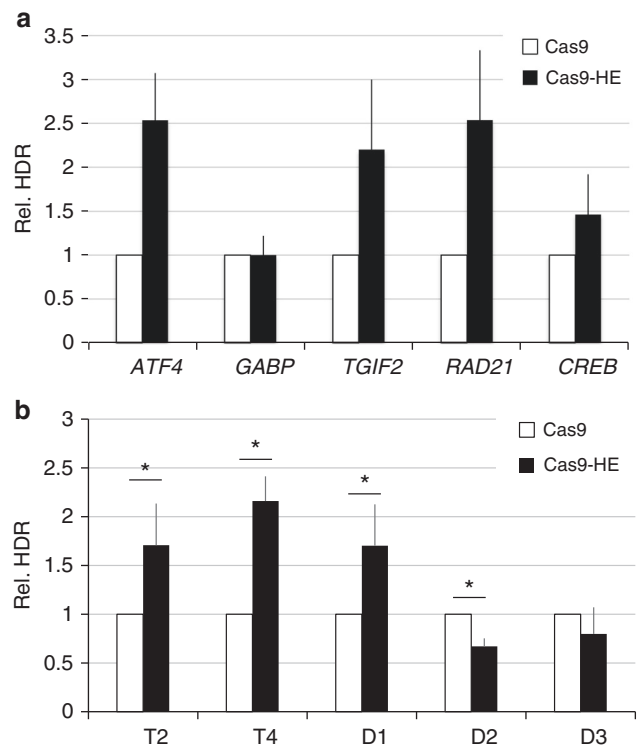 a
3.5
3
2.5
2
1.5
1
0.5
0
Rel. HDR
Cas9
Cas9-HE
ATF4 GABP TGIF2 RAD21 CREB
b
3
2.5
2
1.5
1
0.5
0
Rel. HDR
Cas9
Cas9-HE
* * * *
T2 T4 D1 D2 D3